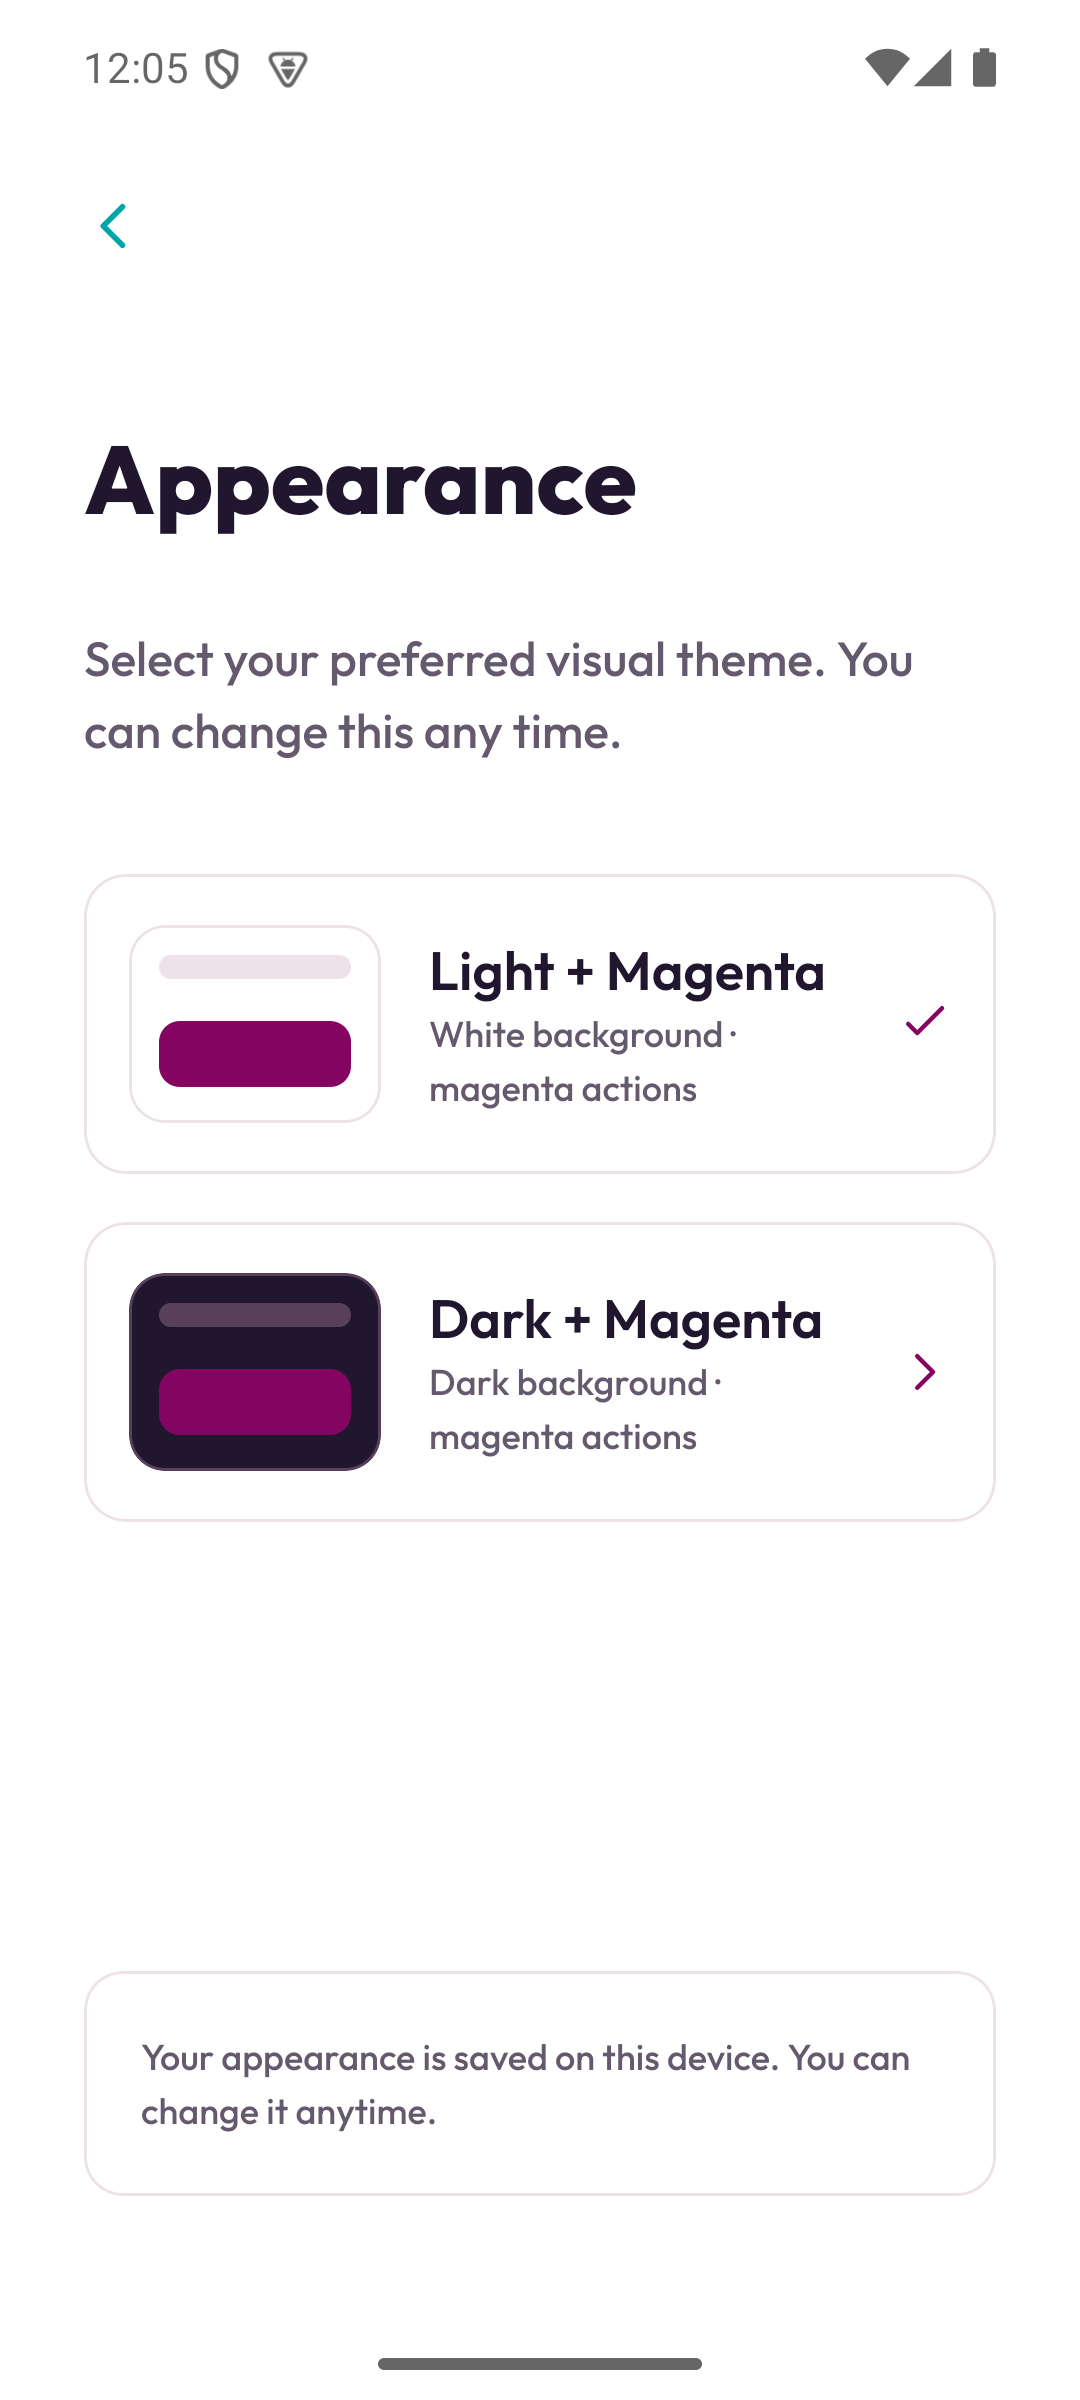 12:05
Appearance
Select your preferred visual theme. You
can change this any time.
Light + Magenta
White background ·
magenta actions
Dark + Magenta
Dark background ·
magenta actions
Your appearance is saved on this device. You can
change it anytime.